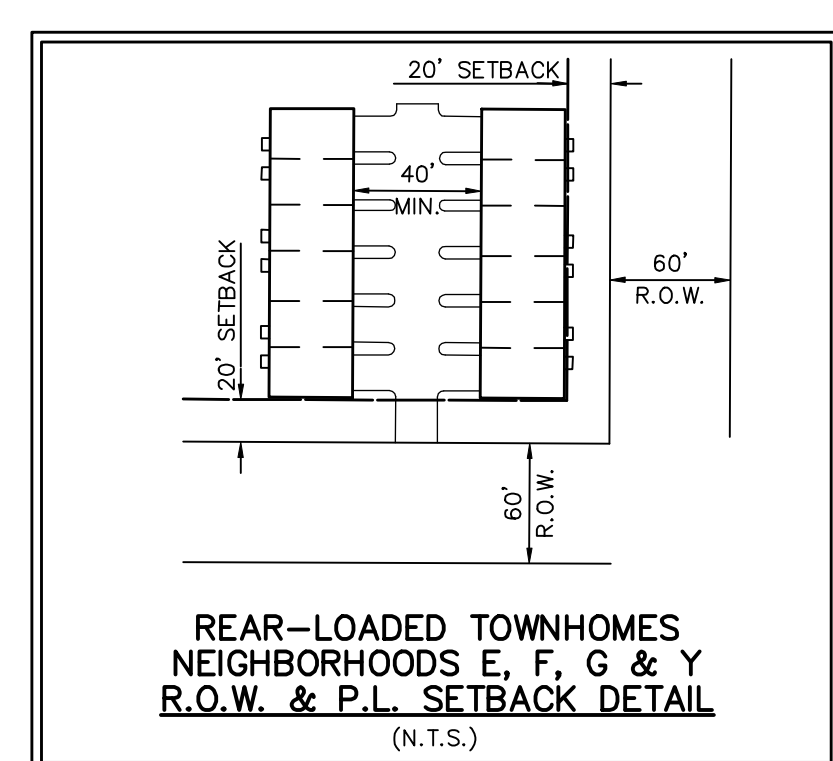 20' SETBACK
40'
MIN.
20' SETBACK
60'
R.O.W.
60'
R.O.W.
REAR-LOADED TOWNHOMES
NEIGHBORHOODS E, F, G & Y
R.O.W. & P.L. SETBACK DETAIL
(N.T.S.)